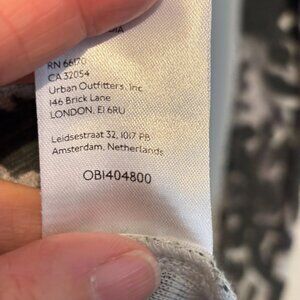 RN 66170
CA 32054
Urban Outfitters, Inc
146 Brick Lane
LONDON, E1 6RU
Leidsestraat 32, 1017 PB
Amsterdam, Netherlands
OB1404800